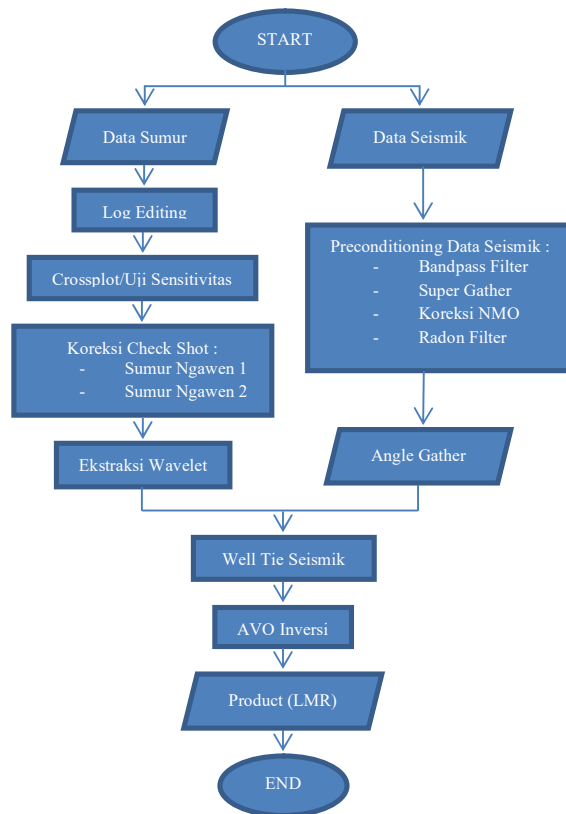 START
Data Sumur
Data Seismik
Log Editing
Crossplot/Uji Sensitivitas
Koreksi Check Shot :
- Sumur Ngawen 1
- Sumur Ngawen 2
Ekstraksi Wavelet
Preconditioning Data Seismik :
- Bandpass Filter
- Super Gather
- Koreksi NMO
- Radon Filter
Angle Gather
Well Tie Seismik
AVO Inversi
Product (LMR)
END